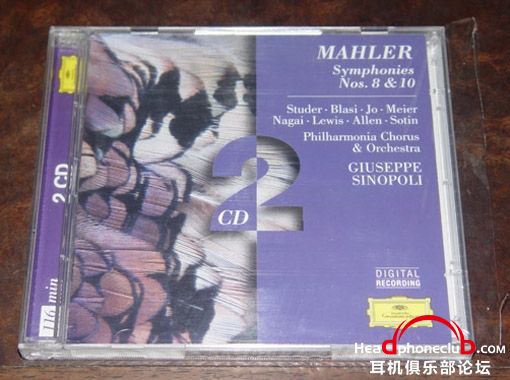 MAHLER
Symphonies
Nos. 8 & 10
Studer · Blasi · Jo · Meier
Nagai · Lewis · Allen · Sotin
Philharmonia Chorus
& Orchestra
GIUSEPPE
SINOPOLI
2
CD
DIGITAL
RECORDING
2 CD
116 min
Headphoneclub.com
耳机俱乐部论坛